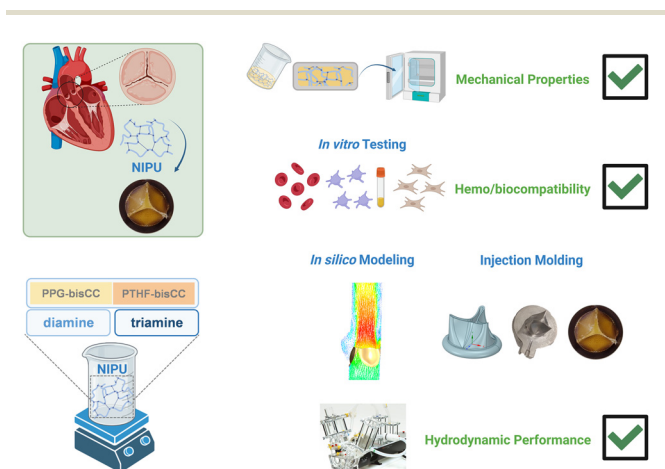 NIPU
PPG-bisCC PTHF-bisCC
diamine triamine
NIPU
Mechanical Properties
In vitro Testing
Hemo/biocompatibility
In silico Modeling Injection Molding
Hydrodynamic Performance